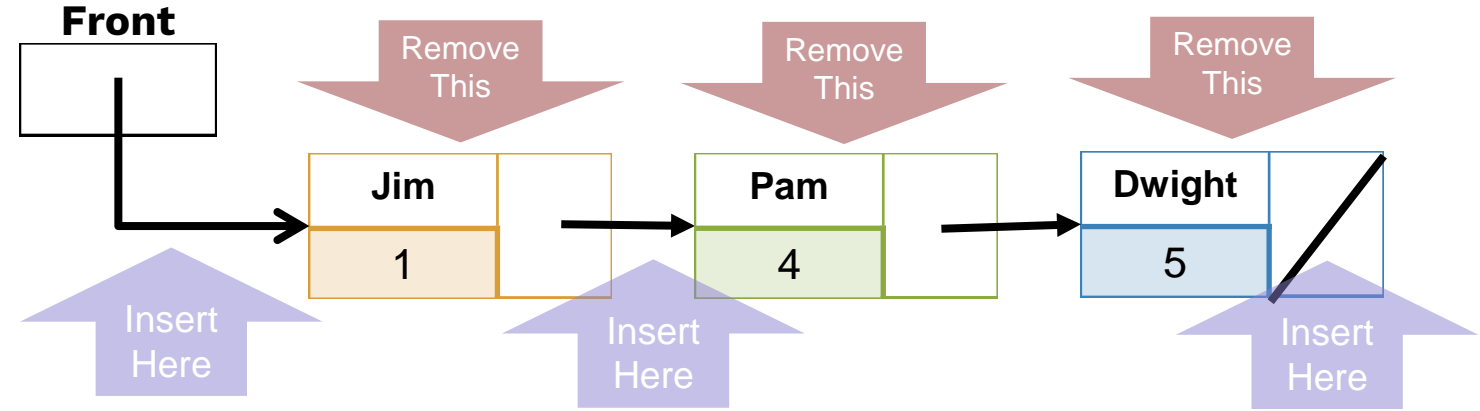 Front
Remove
This
Remove
This
Remove
This
Jim
Pam
Dwight
1
4
5
Insert
Here
Insert
Here
Insert
Here